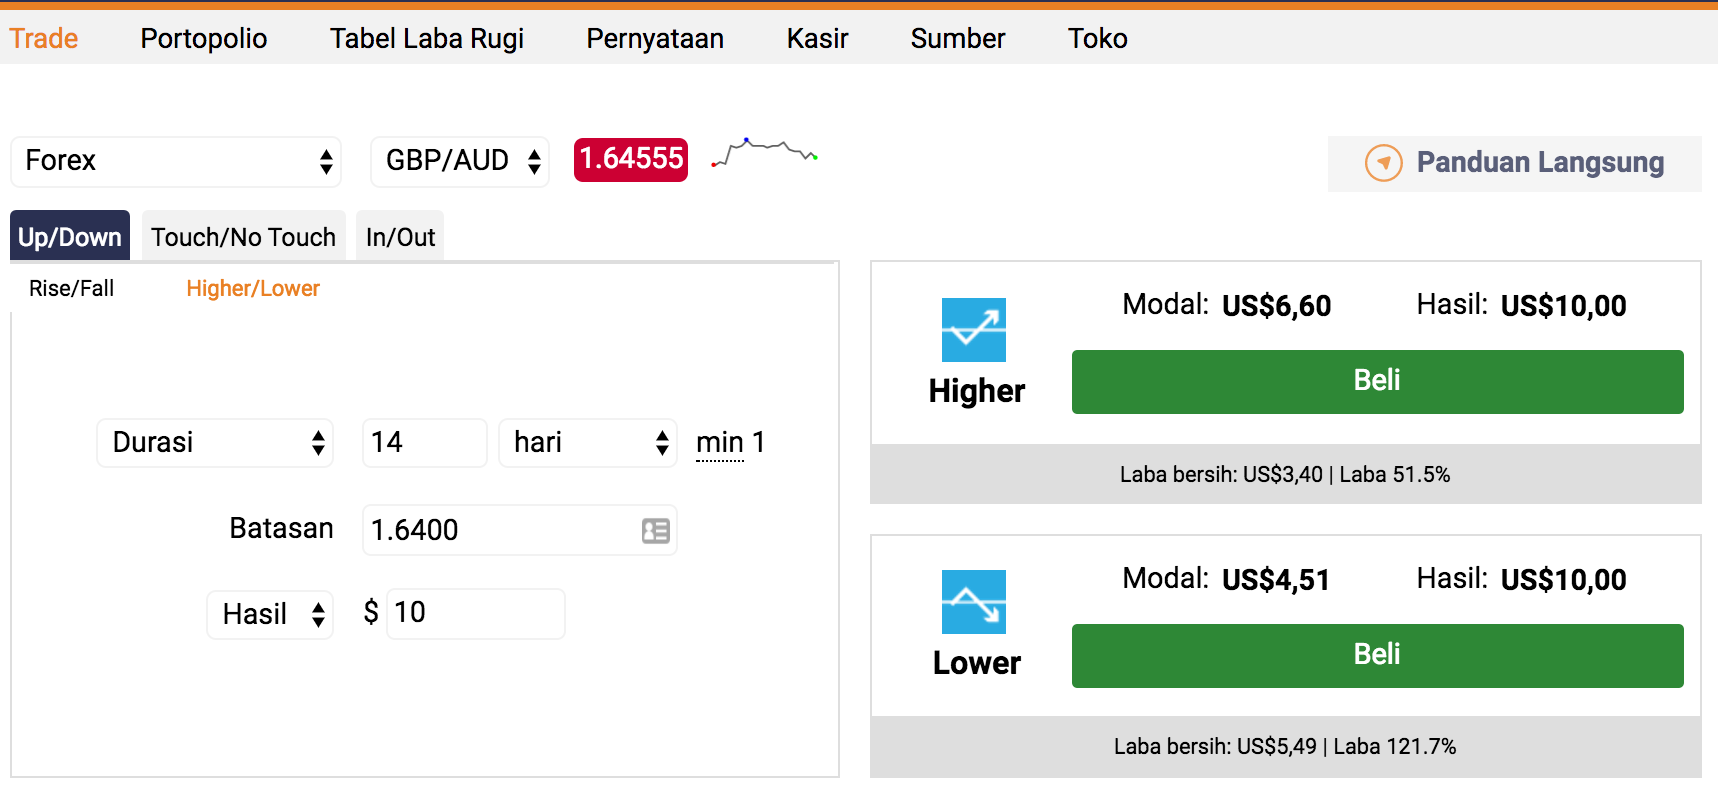 Trade Portopolio Tabel Laba Rugi Pernyataan Kasir Sumber Toko
Forex GBP/AUD 1.64555 Panduan Langsung
Up/Down Touch/No Touch In/Out
Rise/Fall Higher/Lower
Durasi 14 hari min 1
Batasan 1.6400
Hasil $ 10
Modal: US$6,60 Hasil: US$10,00
Higher Beli
Laba bersih: US$3,40 | Laba 51.5%
Modal: US$4,51 Hasil: US$10,00
Lower Beli
Laba bersih: US$5,49 | Laba 121.7%